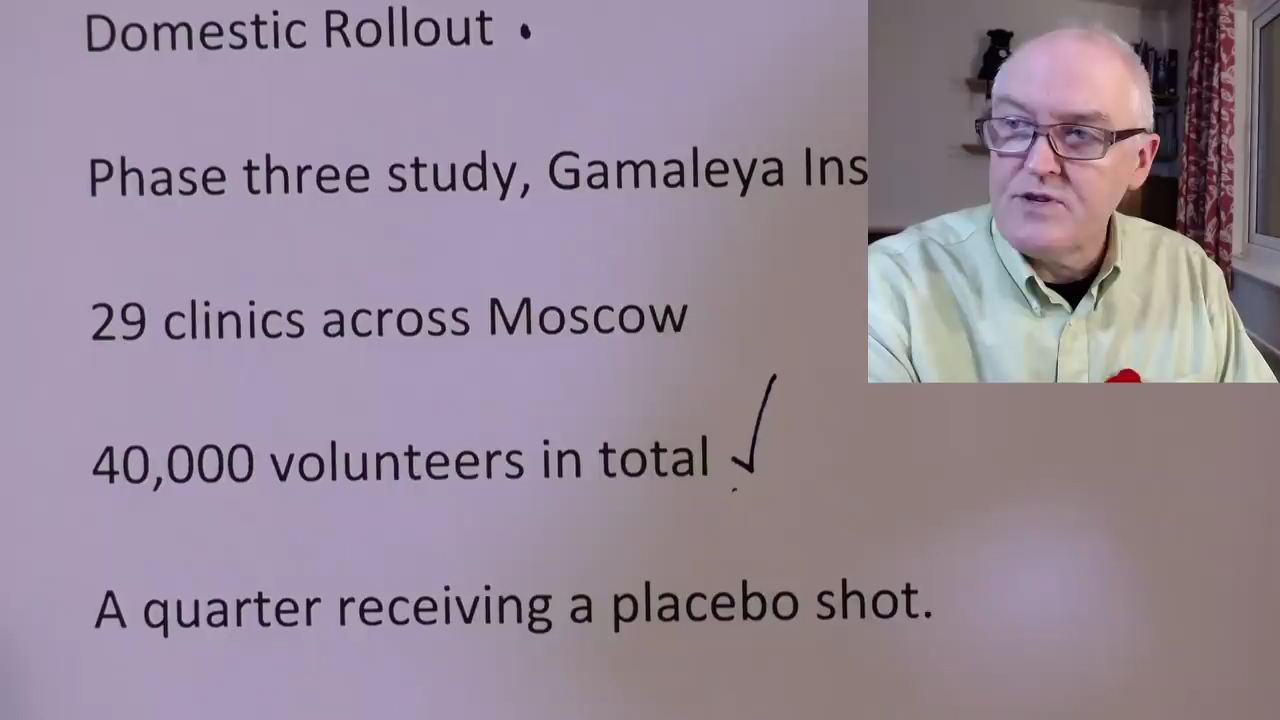 Domestic Rollout
Phase three study, Gamaleya Ins
29 clinics across Moscow
40,000 volunteers in total
A quarter receiving a placebo shot.